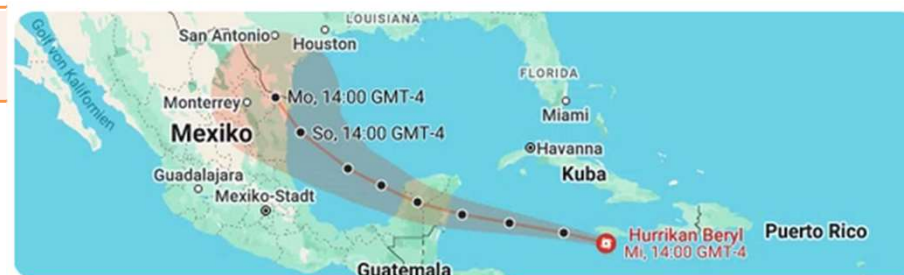 LOUISIANA
San Antonio
Houston
Golf von Kalifornien
FLORIDA
Monterrey
Mo, 14:00 GMT-4
Miami
Mexiko
So, 14:00 GMT-4
Havanna
Kuba
Guadalajara
Mexiko-Stadt
Puerto Rico
Hurrikan Beryl
Mi, 14:00 GMT-4
Guatemala